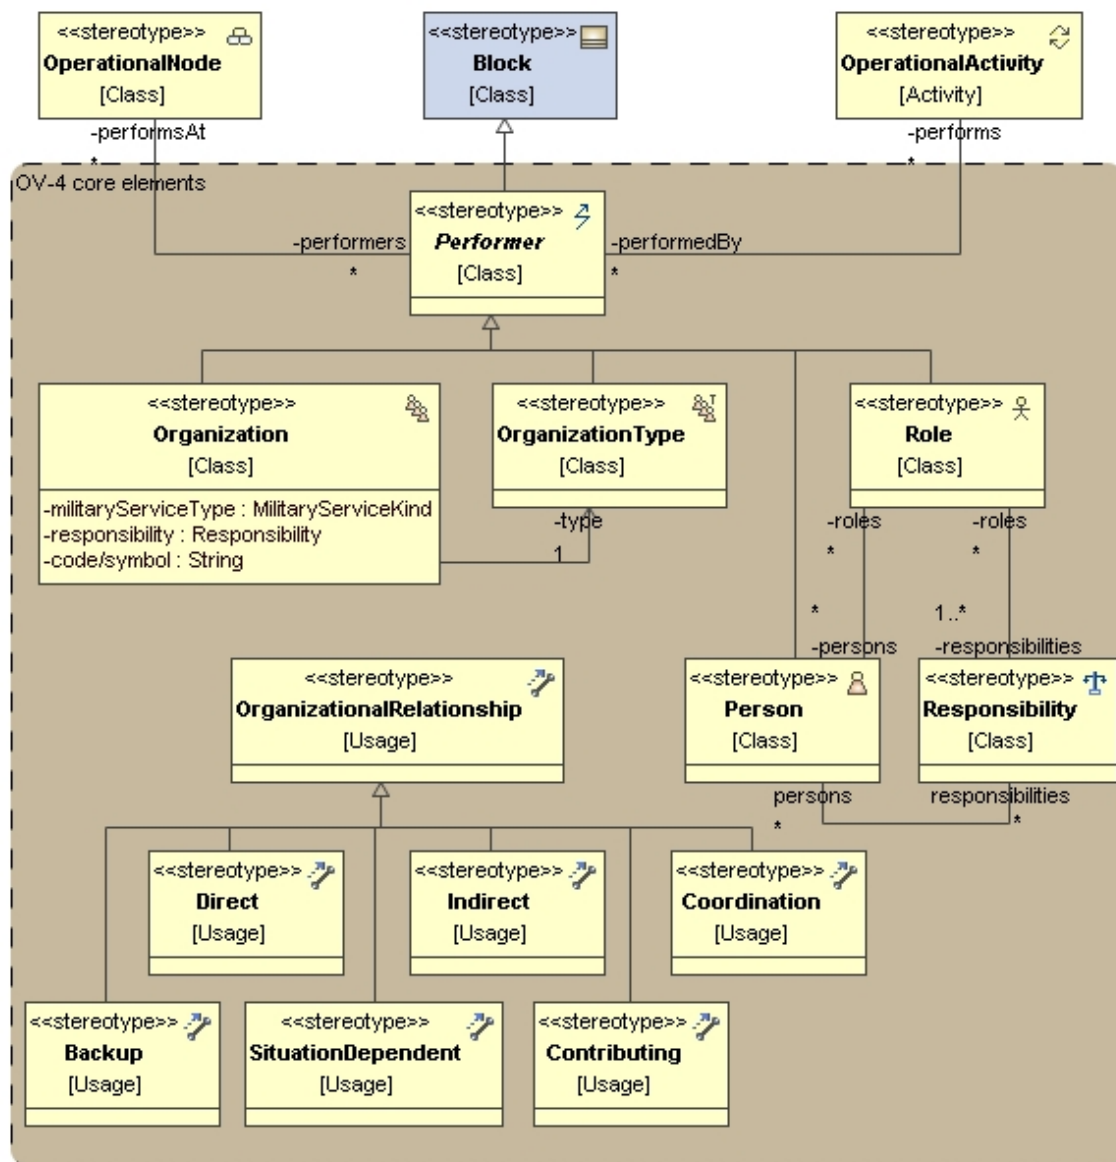 <<stereotype>>
OperationalNode
[Class]
<<stereotype>>
Block
[Class]
<<stereotype>>
OperationalActivity
[Activity]
-performsAt
*
-performs
*
OV-4 core elements
<<stereotype>>
Performer
[Class]
-performers
*
-performedBy
*
<<stereotype>>
Organization
[Class]
-militaryServiceType : MilitaryServiceKind
-responsibility : Responsibility
-code/symbol : String
<<stereotype>>
OrganizationType
[Class]
-type
1
<<stereotype>>
Role
[Class]
-roles
*
-roles
*
*
-persons
1..*
-responsibilities
<<stereotype>>
OrganizationalRelationship
[Usage]
<<stereotype>>
Person
[Class]
<<stereotype>>
Responsibility
[Class]
persons
*
responsibilities
*
<<stereotype>>
Direct
[Usage]
<<stereotype>>
Indirect
[Usage]
<<stereotype>>
Coordination
[Usage]
<<stereotype>>
Backup
[Usage]
<<stereotype>>
SituationDependent
[Usage]
<<stereotype>>
Contributing
[Usage]